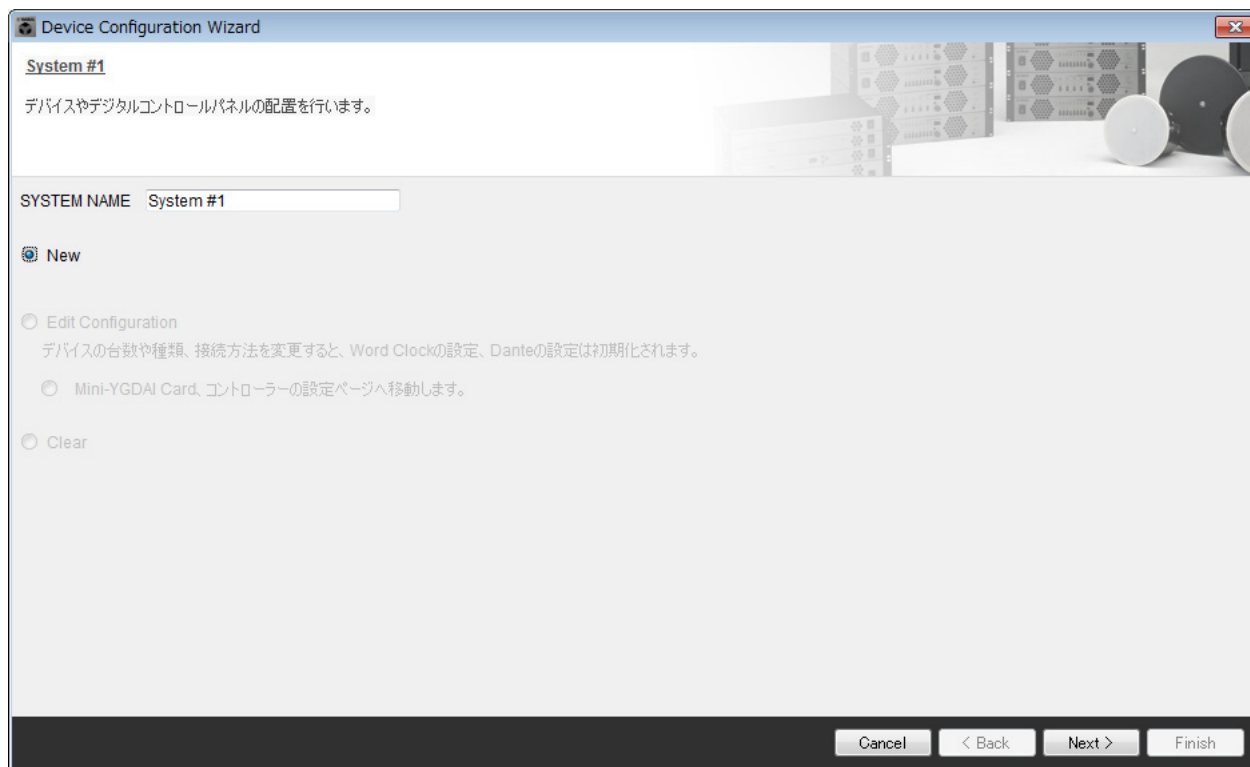 Device Configuration Wizard
System #1
デバイスやデジタルコントロールパネルの配置を行います。
SYSTEM NAME System #1
New
Edit Configuration
デバイスの台数や種類、接続方法を変更すると、Word Clockの設定、Danteの設定は初期化されます。
Mini-YGDAI Card、コントローラーの設定ページへ移動します。
Clear
Cancel < Back Next > Finish